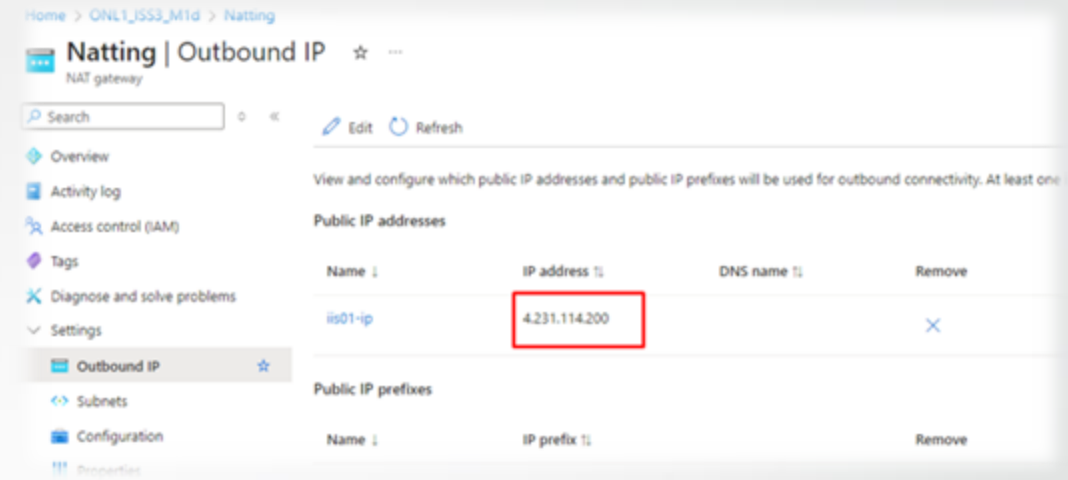 Home > ONL1_ISS3_M1d > Natting
Natting | Outbound IP
NAT gateway
Search
Overview
Activity log
Access control (IAM)
Tags
Diagnose and solve problems
Settings
Outbound IP
Subnets
Configuration
Properties
Edit Refresh
View and configure which public IP addresses and public IP prefixes will be used for outbound connectivity. At least one
Public IP addresses
Name ↓ IP address ↑↓ DNS name ↑↓ Remove
iis01-ip 4.231.114.200
Public IP prefixes
Name ↓ IP prefix ↑↓ Remove